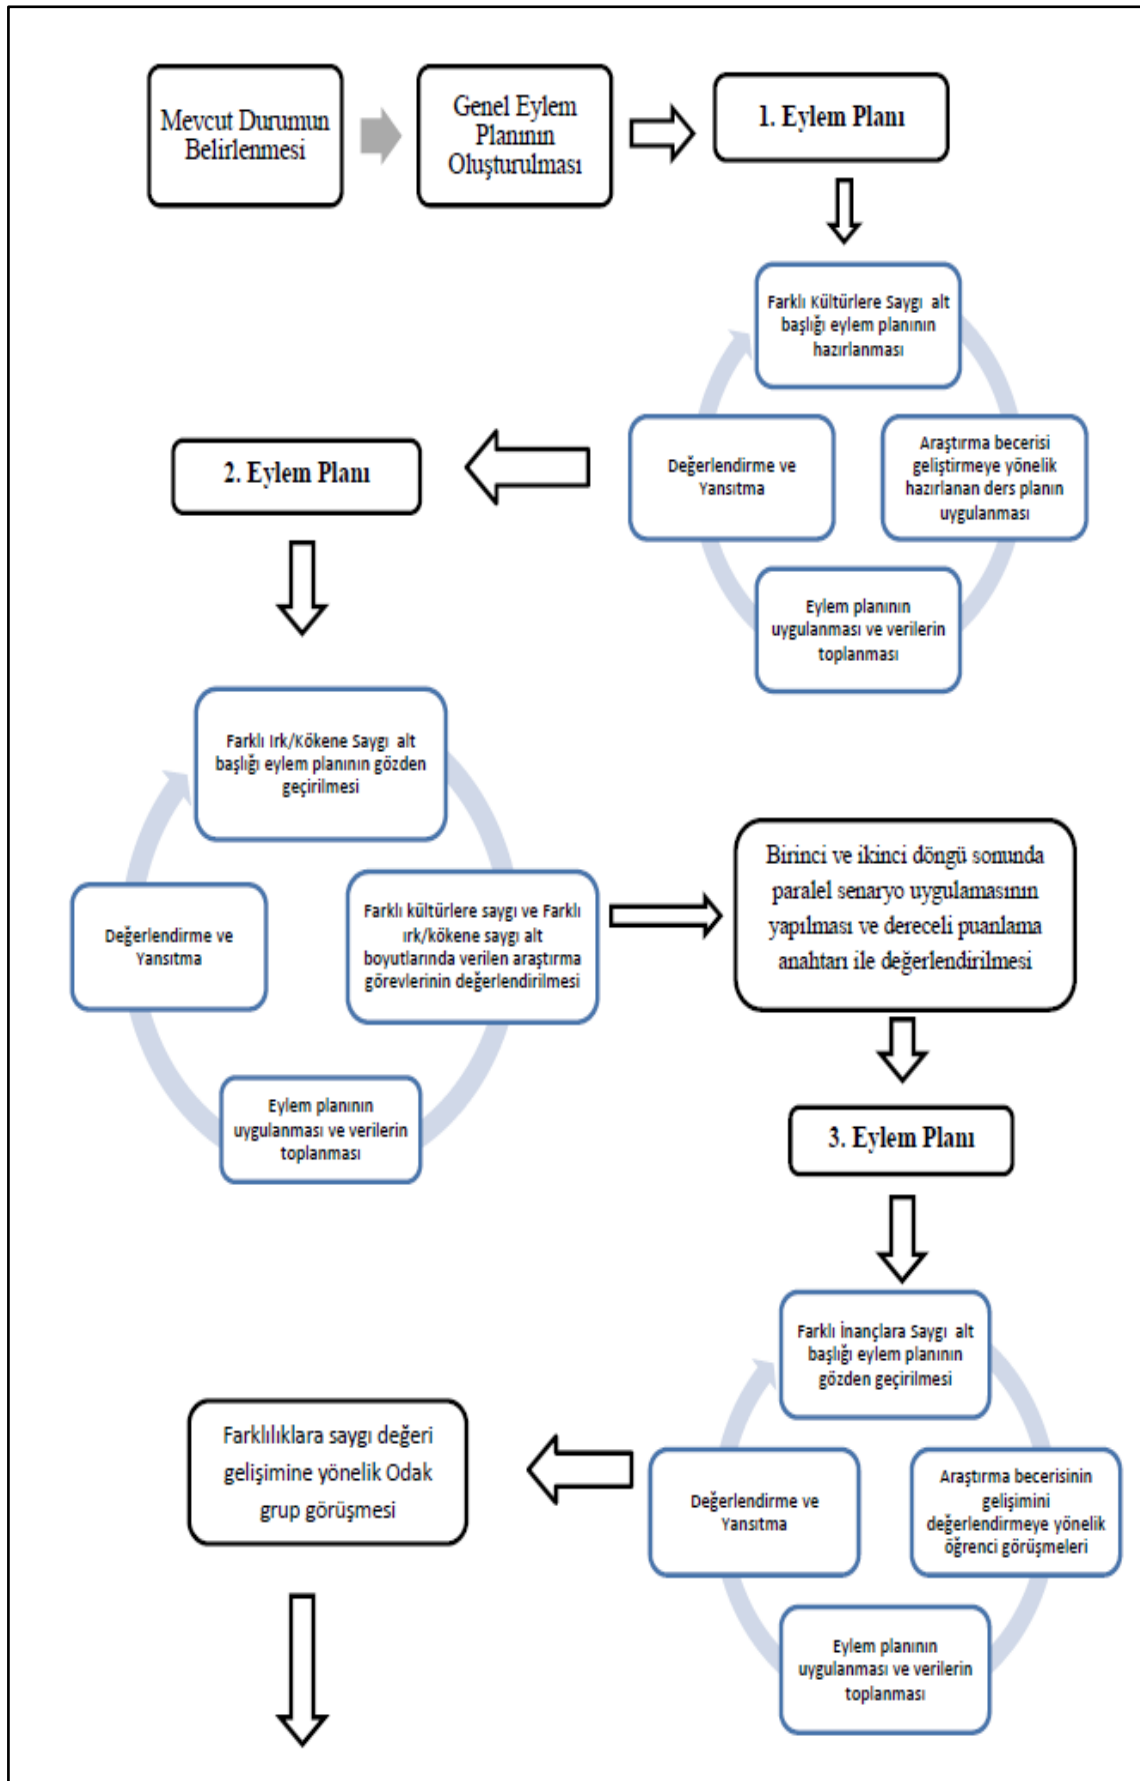 Mevcut Durumun
Belirlenmesi
Genel Eylem
Planının
Oluşturulması
1. Eylem Planı
Farklı Kültürlere Saygı alt
başlığı eylem planının
hazırlanması
Araştırma becerisi
geliştirmeye yönelik
hazırlanan ders planın
uygulanması
Eylem planının
uygulanması ve verilerin
toplanması
Değerlendirme ve
Yansıtma
2. Eylem Planı
Farklı Irk/Kökene Saygı alt
başlığı eylem planının gözden
geçirilmesi
Farklı kültürlere saygı ve Farklı
ırk/kökene saygı alt
boyutlarında verilen araştırma
görevlerinin değerlendirilmesi
Eylem planının
uygulanması ve verilerin
toplanması
Değerlendirme ve
Yansıtma
Birinci ve ikinci döngü sonunda
paralel senaryo uygulamasının
yapılması ve dereceli puanlama
anahtarı ile değerlendirilmesi
3. Eylem Planı
Farklı İnançlara Saygı alt
başlığı eylem planının
gözden geçirilmesi
Araştırma becerisinin
gelişimini
değerlendirmeye yönelik
öğrenci görüşmeleri
Eylem planının
uygulanması ve verilerin
toplanması
Değerlendirme ve
Yansıtma
Farklılıklara saygı değeri
gelişimine yönelik Odak
grup görüşmesi